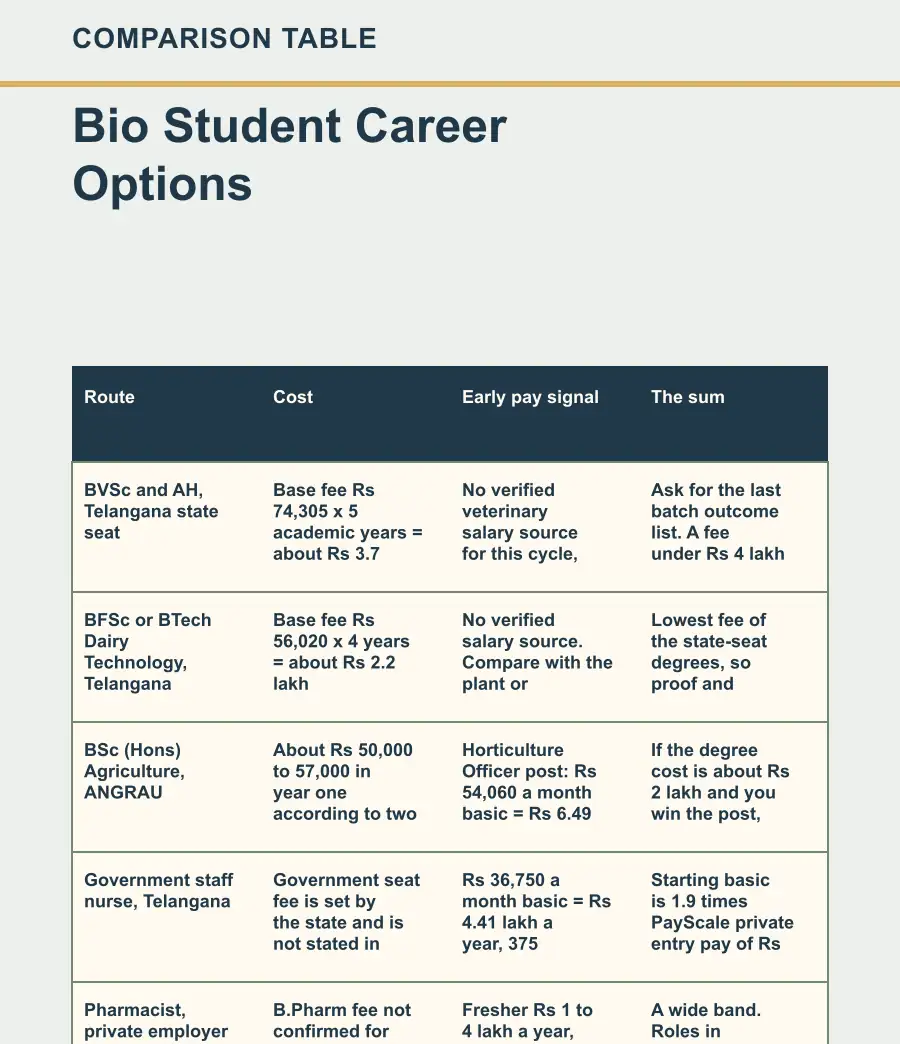 COMPARISON TABLE
Bio Student Career
Options
Route
Cost
Early pay signal
The sum
BVSc and AH,
Telangana state
seat
Base fee Rs
74,305 x 5
academic years =
about Rs 3.7
No verified
veterinary
salary source
for this cycle,
Ask for the last
batch outcome
list. A fee
under Rs 4 lakh
BFSc or BTech
Dairy
Technology,
Telangana
Base fee Rs
56,020 x 4 years
= about Rs 2.2
lakh
No verified
salary source.
Compare with the
plant or
Lowest fee of
the state-seat
degrees, so
proof and
BSc (Hons)
Agriculture,
ANGRAU
About Rs 50,000
to 57,000 in
year one
according to two
Horticulture
Officer post: Rs
54,060 a month
basic = Rs 6.49
If the degree
cost is about Rs
2 lakh and you
win the post,
Government staff
nurse, Telangana
Government seat
fee is set by
the state and is
not stated in
Rs 36,750 a
month basic = Rs
4.41 lakh a
year, 375
Starting basic
is 1.9 times
PayScale private
entry pay of Rs
Pharmacist,
private employer
B.Pharm fee not
confirmed for
Fresher Rs 1 to
4 lakh a year,
A wide band.
Roles in